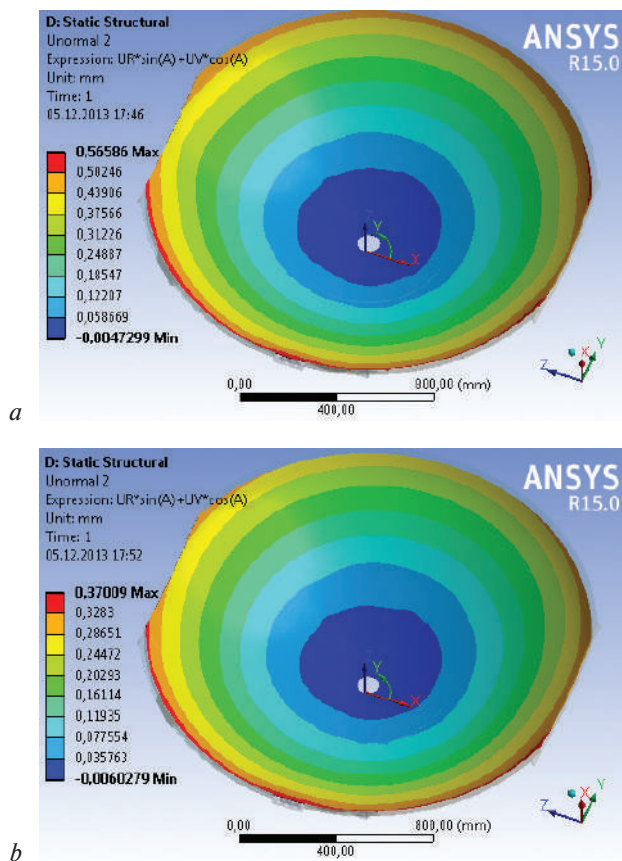 D: Static Structural
Unormal 2
Expression: UR*sin(A)+UV*cos(A)
Unit: mm
Time: 1
05.12.2013 17:46
ANSYS
R15.0
0,56586 Max
0,50246
0,43906
0,37566
0,31226
0,24887
0,18547
0,12207
0,058669
-0,0047299 Min
Y
X
X
Y
Z
0,00
800,00 (mm)
400,00
a
D: Static Structural
Unormal 2
Expression: UR*sin(A)+UV*cos(A)
Unit: mm
Time: 1
05.12.2013 17:52
ANSYS
R15.0
0,37009 Max
0,3283
0,28651
0,24472
0,20293
0,16114
0,11935
0,077554
0,035763
-0,0060279 Min
Y
X
X
Y
Z
0,00
800,00 (mm)
400,00
b